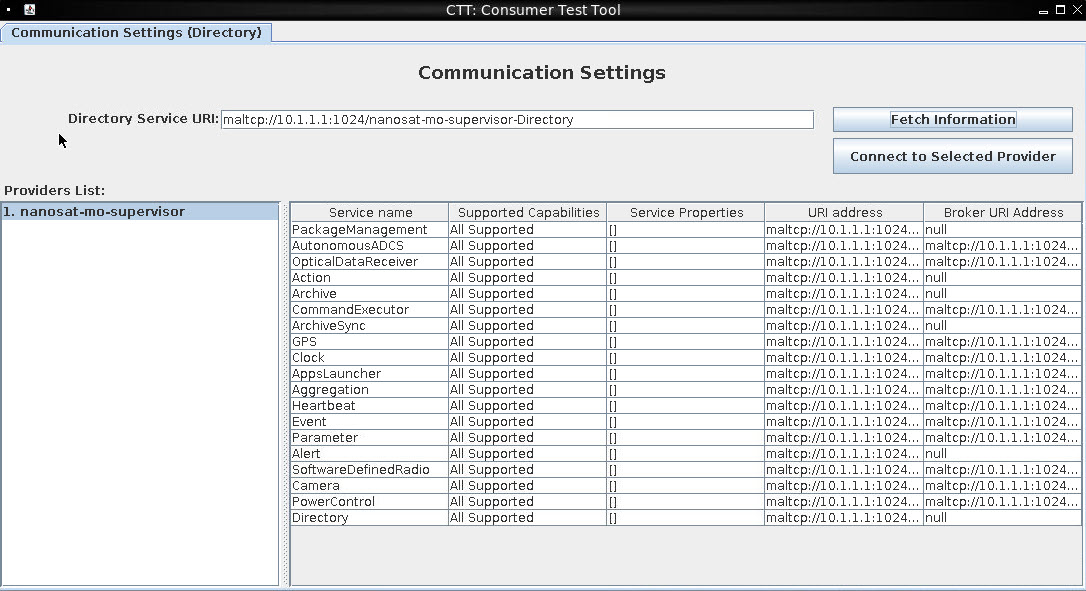 CTT: Consumer Test Tool
Communication Settings (Directory)
Communication Settings
Directory Service URI: maltcp://10.1.1.1:1024/nanosat-mo-supervisor-Directory Fetch Information
Connect to Selected Provider
Providers List:
1. nanosat-mo-supervisor
Service name Supported Capabilities Service Properties URI address Broker URI Address
PackageManagement All Supported [] maltcp://10.1.1.1:1024... null
AutonomousADCS All Supported [] maltcp://10.1.1.1:1024... maltcp://10.1.1.1:1024...
OpticalDataReceiver All Supported [] maltcp://10.1.1.1:1024... maltcp://10.1.1.1:1024...
Action All Supported [] maltcp://10.1.1.1:1024... null
Archive All Supported [] maltcp://10.1.1.1:1024... null
CommandExecutor All Supported [] maltcp://10.1.1.1:1024... maltcp://10.1.1.1:1024...
ArchiveSync All Supported [] maltcp://10.1.1.1:1024... null
GPS All Supported [] maltcp://10.1.1.1:1024... maltcp://10.1.1.1:1024...
Clock All Supported [] maltcp://10.1.1.1:1024... maltcp://10.1.1.1:1024...
AppsLauncher All Supported [] maltcp://10.1.1.1:1024... maltcp://10.1.1.1:1024...
Aggregation All Supported [] maltcp://10.1.1.1:1024... maltcp://10.1.1.1:1024...
Heartbeat All Supported [] maltcp://10.1.1.1:1024... maltcp://10.1.1.1:1024...
Event All Supported [] maltcp://10.1.1.1:1024... maltcp://10.1.1.1:1024...
Parameter All Supported [] maltcp://10.1.1.1:1024... maltcp://10.1.1.1:1024...
Alert All Supported [] maltcp://10.1.1.1:1024... null
SoftwareDefinedRadio All Supported [] maltcp://10.1.1.1:1024... maltcp://10.1.1.1:1024...
Camera All Supported [] maltcp://10.1.1.1:1024... maltcp://10.1.1.1:1024...
PowerControl All Supported [] maltcp://10.1.1.1:1024... maltcp://10.1.1.1:1024...
Directory All Supported [] maltcp://10.1.1.1:1024... null